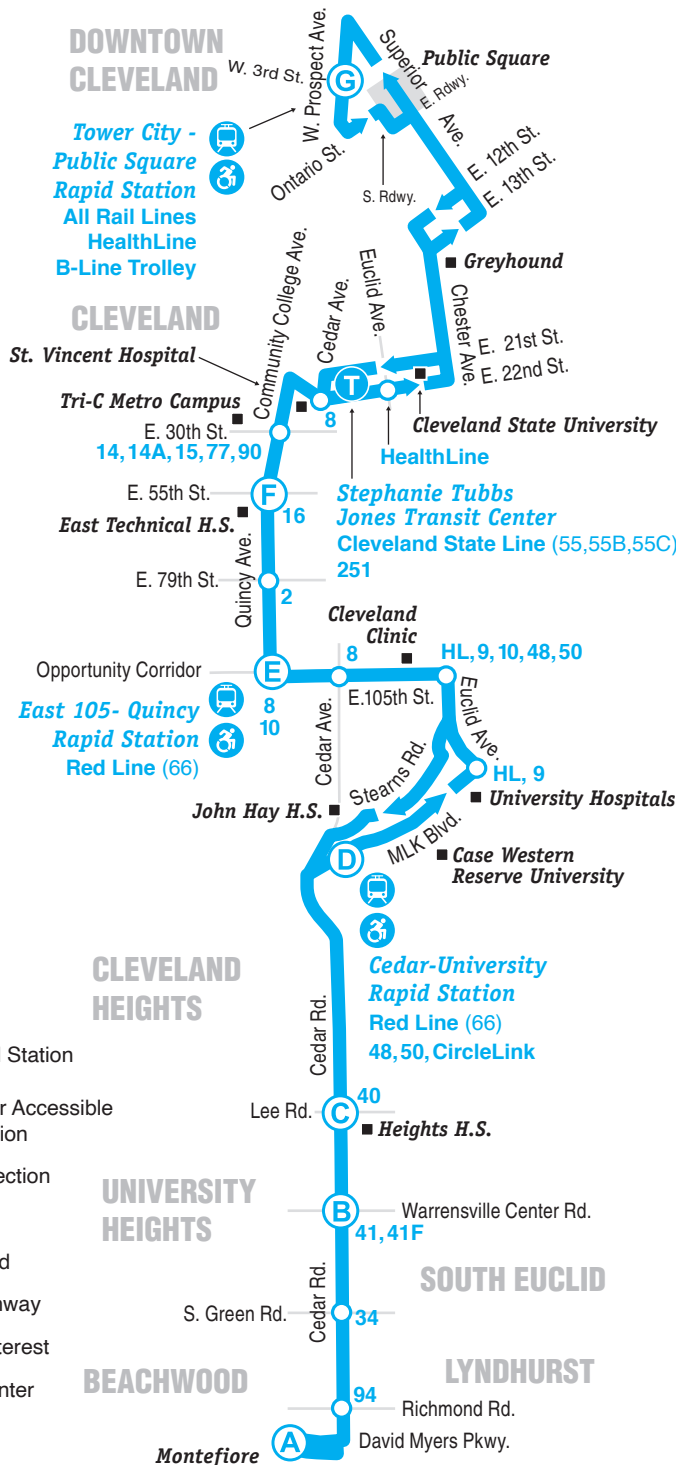 DOWNTOWN
CLEVELAND
W. 3rd St.
W. Prospect Ave.
G
Superior
Ave.
Public Square
E. Rdwy.
Tower City -
Public Square
Rapid Station
All Rail Lines
HealthLine
B-Line Trolley
Ontario St.
S. Rdwy.
E. 12th St.
E. 13th St.
Greyhound
CLEVELAND
Community College Ave.
Cedar Ave.
Euclid Ave.
Chester Ave.
E. 21st St.
E. 22nd St.
St. Vincent Hospital
T
Tri-C Metro Campus
8
Cleveland State University
E. 30th St.
14, 14A, 15, 77, 90
HealthLine
E. 55th St.
F
16
East Technical H.S.
Stephanie Tubbs
Jones Transit Center
Cleveland State Line (55,55B,55C)
251
Quincy Ave.
E. 79th St.
2
Cleveland
Clinic
8
HL, 9, 10, 48, 50
Opportunity Corridor
E
8
10
E.105th St.
East 105- Quincy
Rapid Station
Red Line (66)
Cedar Ave.
Stearns Rd.
Euclid Ave.
HL, 9
University Hospitals
John Hay H.S.
MLK Blvd.
D
Case Western
Reserve University
Cedar-University
Rapid Station
Red Line (66)
48, 50, CircleLink
CLEVELAND
HEIGHTS
Cedar Rd.
Station
r Accessible
ion
ection
d
nway
terest
nter
40
Lee Rd.
C
Heights H.S.
UNIVERSITY
HEIGHTS
B
Warrensville Center Rd.
41, 41F
SOUTH EUCLID
Cedar Rd.
S. Green Rd.
34
BEACHWOOD
LYNDHURST
94
Richmond Rd.
A
David Myers Pkwy.
Montefiore